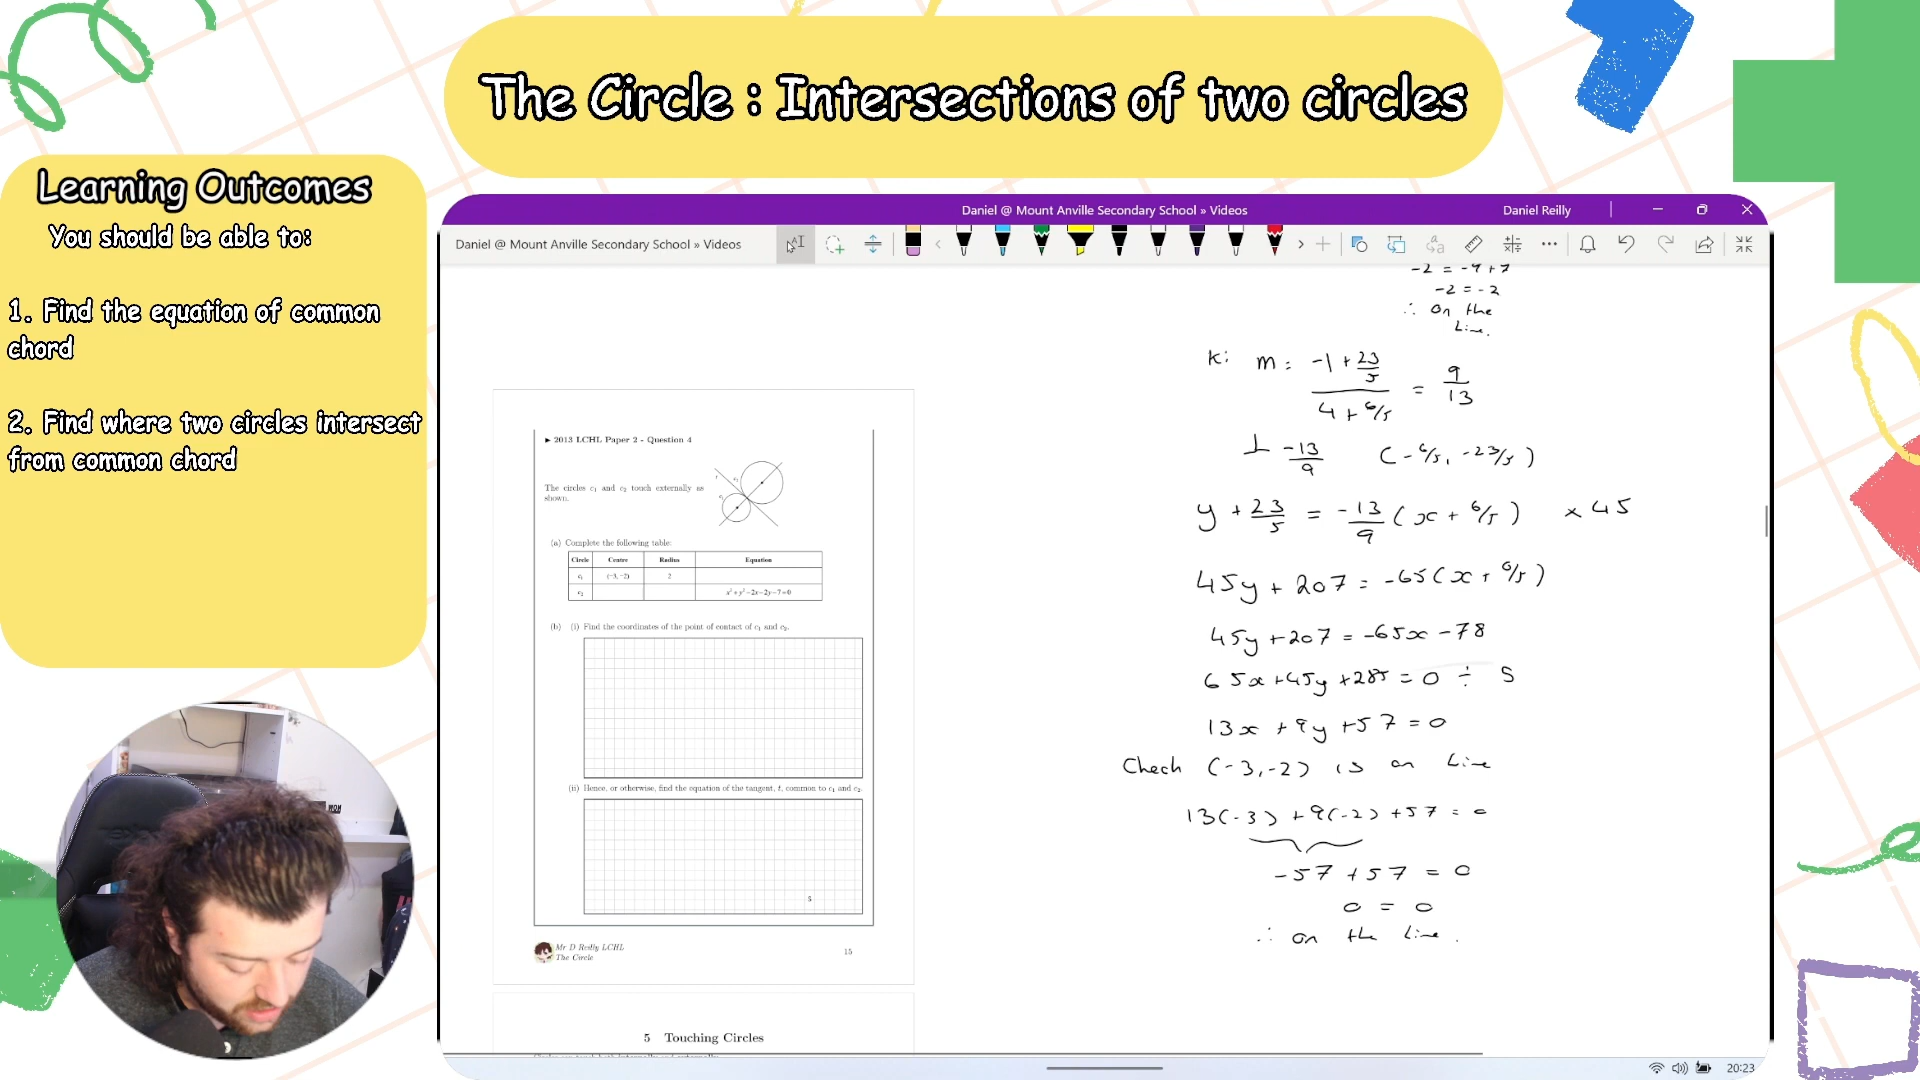 The Circle : Intersections of two circles
Learning Outcomes
You should be able to:
1. Find the equation of common
chord
2. Find where two circles intersect
from common chord
Daniel @ Mount Anville Secondary School » Videos
Daniel Reilly
Daniel @ Mount Anville Secondary School » Videos
-2 = -9 + 7
-2 = -2
∴ on the
Line.
K: m = (-1 + 23/5)/(4 + 6/5) = 9/13
⊥ -13/9 (-6/5, -23/5)
y + 23/5 = -13/9 (x + 6/5) × 45
45y + 207 = -65(x + 6/5)
45y + 207 = -65x - 78
65x + 45y + 285 = 0 ÷ 5
13x + 9y + 57 = 0
Check (-3, -2) is on Line
13(-3) + 9(-2) + 57 = 0
-57 + 57 = 0
0 = 0
∴ on the Line.
▶ 2013 LCHL Paper 2 - Question 4
The circles c₁ and c₂ touch externally as
shown.
(a) Complete the following table:
Circle Centre Radius Equation
c₁ (-3, -2) 2
c₂ x² + y² - 2x - 2y - 7 = 0
(b) (i) Find the coordinates of the point of contact of c₁ and c₂.
(ii) Hence, or otherwise, find the equation of the tangent, t, common to c₁ and c₂.
5
Mr D Reilly LCHL
The Circle
15
5 Touching Circles
20:23